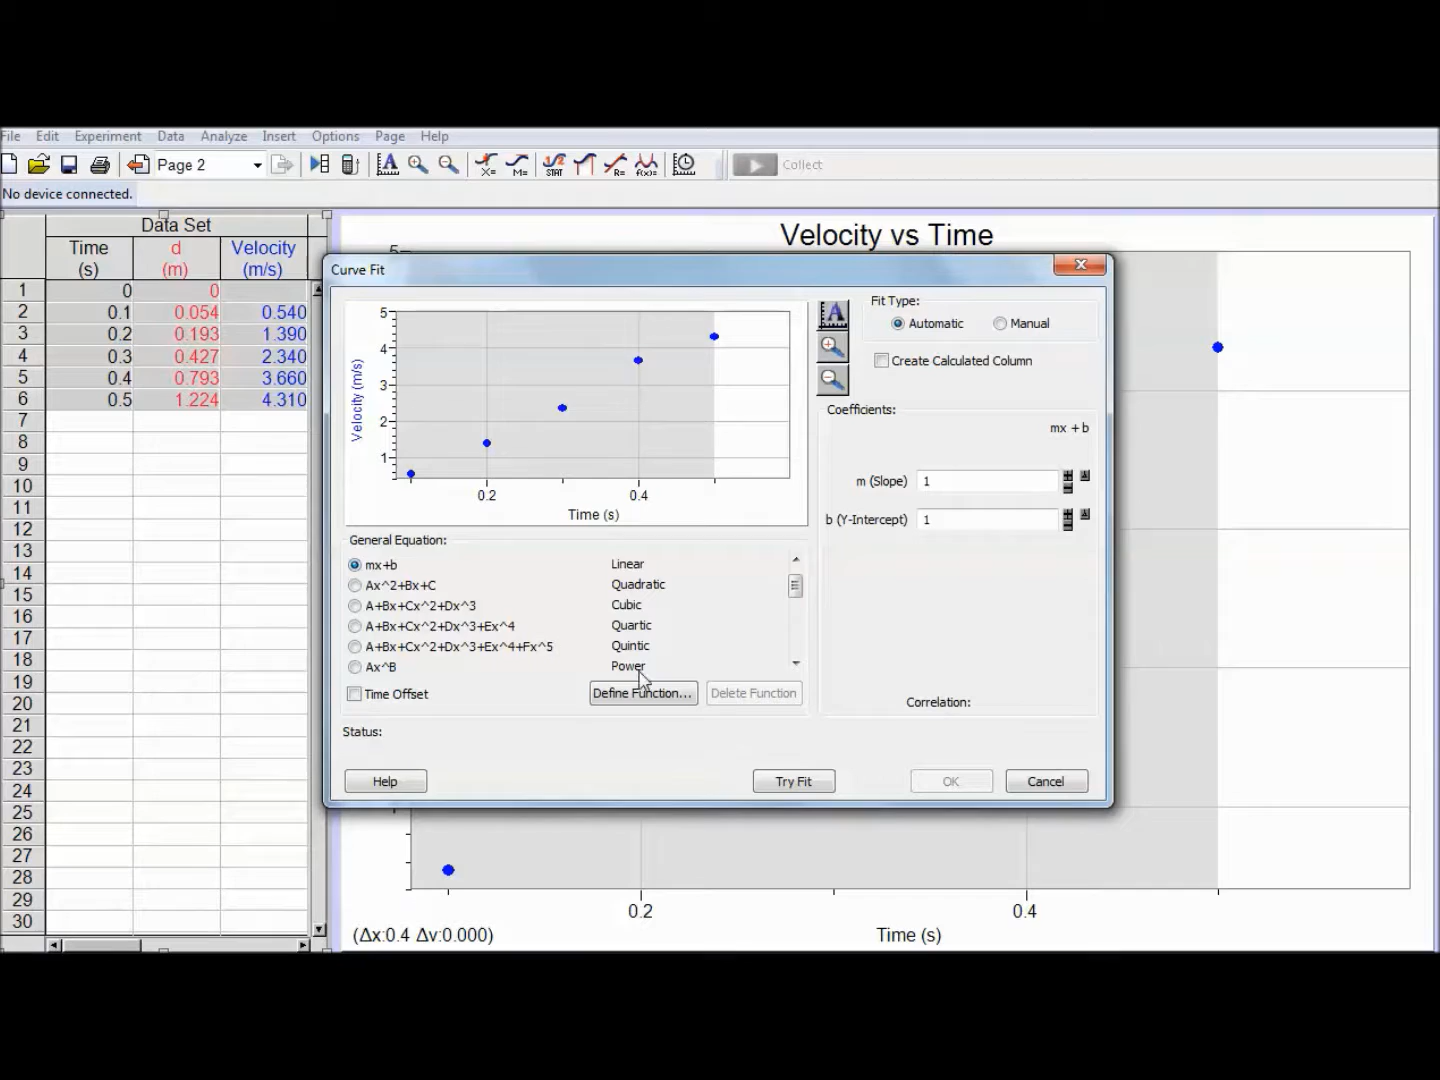 File Edit Experiment Data Analyze Insert Options Page Help
Page 2
X=
M=
STAT
R=
f(x)=
Collect
No device connected.
Data Set
Time d Velocity
(s) (m) (m/s)
1 0 0
2 0.1 0.054 0.540
3 0.2 0.193 1.390
4 0.3 0.427 2.340
5 0.4 0.793 3.660
6 0.5 1.224 4.310
7
8
9
10
11
12
13
14
15
16
17
18
19
20
21
22
23
24
25
26
27
28
29
30
Velocity vs Time
5
Curve Fit
5
4
3
2
1
Velocity (m/s)
0.2 0.4
Time (s)
Fit Type:
Automatic Manual
Create Calculated Column
Coefficients:
mx + b
m (Slope) 1
b (Y-Intercept) 1
Correlation:
General Equation:
mx+b Linear
Ax^2+Bx+C Quadratic
A+Bx+Cx^2+Dx^3 Cubic
A+Bx+Cx^2+Dx^3+Ex^4 Quartic
A+Bx+Cx^2+Dx^3+Ex^4+Fx^5 Quintic
Ax^B Power
Time Offset Define Function... Delete Function
Status:
Help Try Fit OK Cancel
0.2 0.4
(Δx:0.4 Δv:0.000) Time (s)